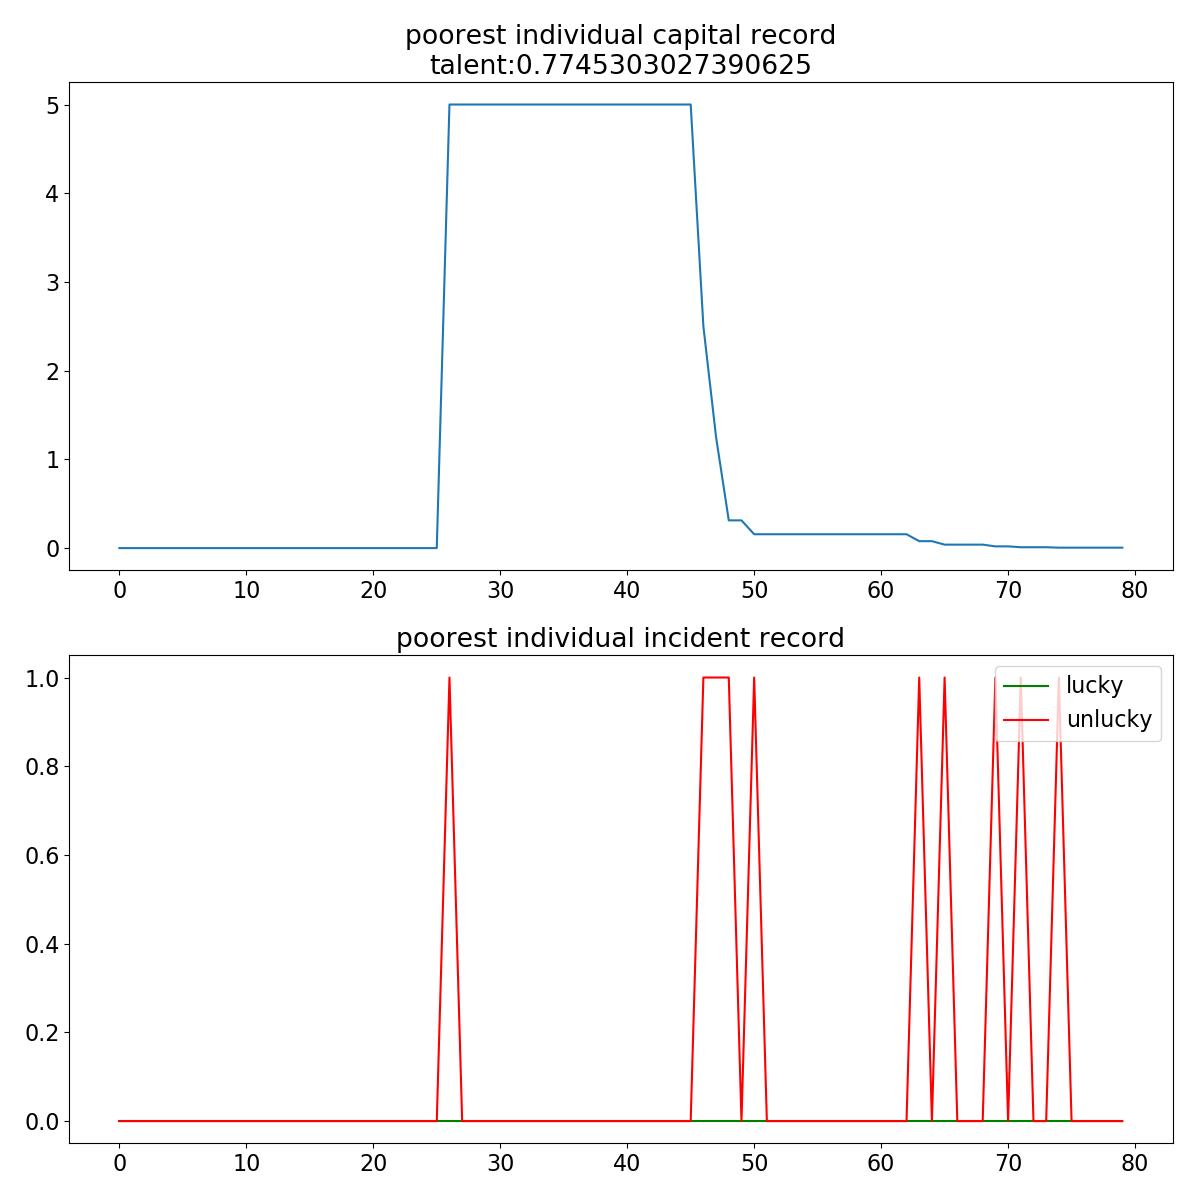 poorest individual capital record
talent:0.7745303027390625
5
4
3
2
1
0
0 10 20 30 40 50 60 70 80
poorest individual incident record
1.0
0.8
0.6
0.4
0.2
0.0
lucky
unlucky
0 10 20 30 40 50 60 70 80